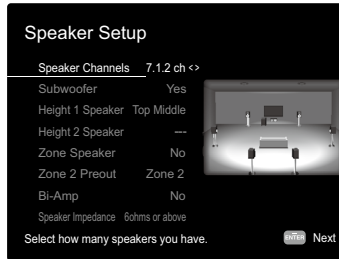 Speaker Setup
Speaker Channels 7.1.2 ch <>
Subwoofer Yes
Height 1 Speaker Top Middle
Height 2 Speaker ---
Zone Speaker No
Zone 2 Preout Zone 2
Bi-Amp No
Speaker Impedance 6ohms or above
Select how many speakers you have. ENTER Next